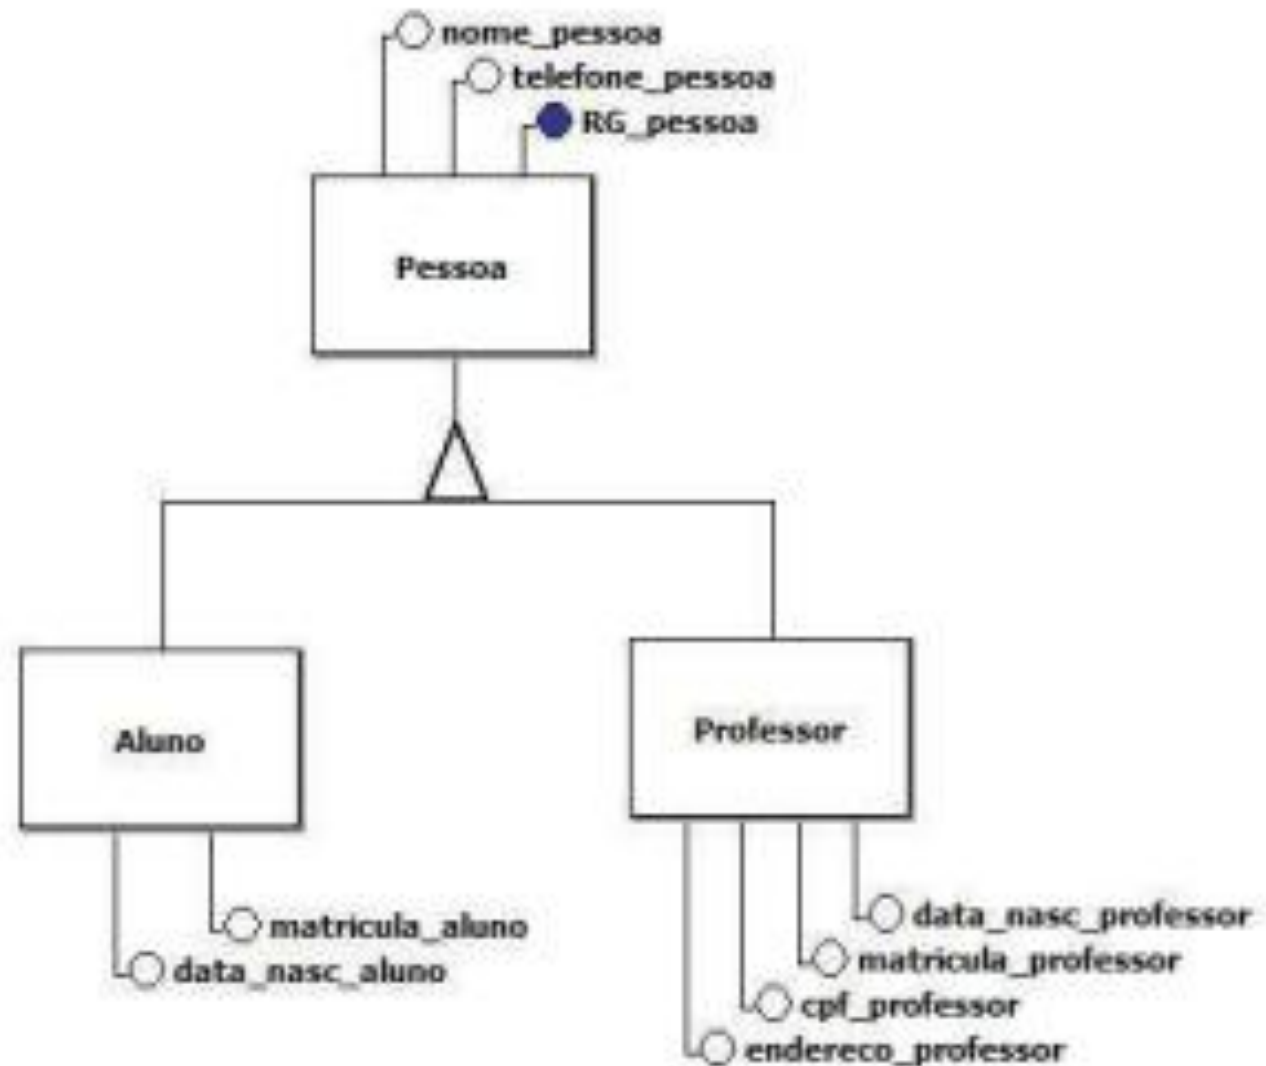 nome_pessoa
telefone_pessoa
RG_pessoa
Pessoa
Aluno
Professor
data_nasc_professor
matricula_aluno
matricula_professor
data_nasc_aluno
cpf_professor
endereco_professor